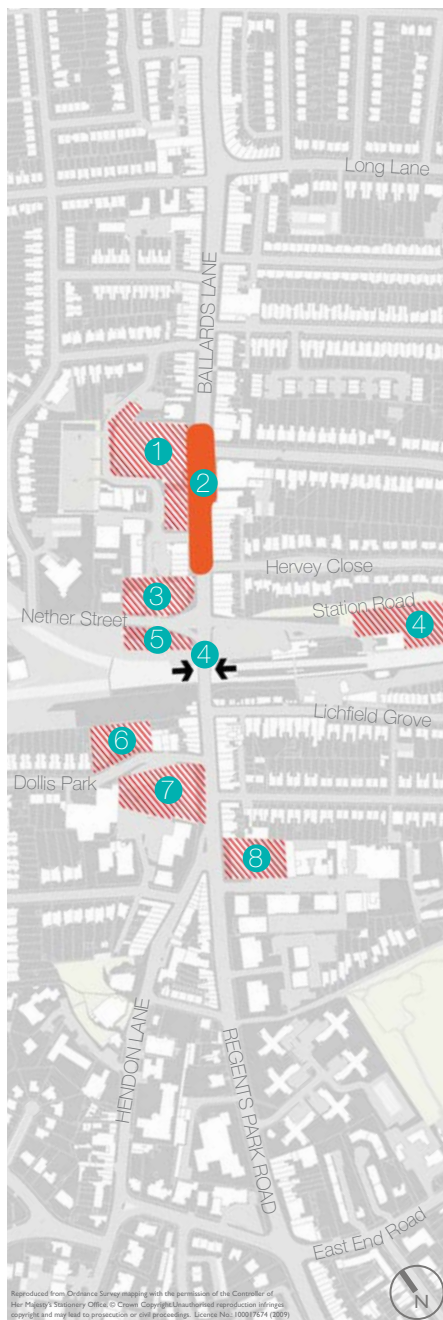 Long Lane
BALLARDS LANE
1
2
Hervey Close
3
Station Road
Nether Street
4
5
4
Lichfield Grove
6
Dollis Park
7
8
HENDON LANE
REGENTS PARK ROAD
East End Road
N
Reproduced from Ordnance Survey mapping with the permission of the Controller of
Her Majesty's Stationery Office. © Crown Copyright.Unauthorised reproduction infringes
copyright and may lead to prosecution or civil proceedings. Licence No.: 100017674 (2009)